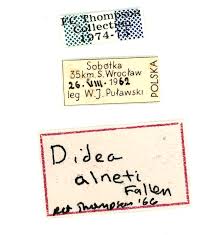 F.C. Thompson
Collection
1974-
Sobótka
35km. S. Wrocław
26. VIII. 1962
leg W. J. Puławski
POLSKA
Didea
alneti
Fallen
det Thompson '66